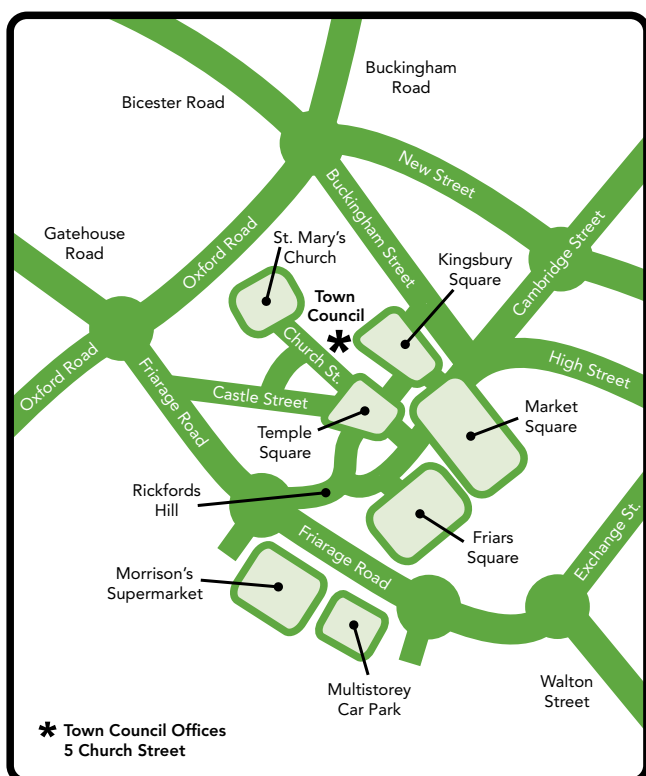 Buckingham
Road
Bicester Road
New Street
Buckingham Street
Cambridge Street
Gatehouse
Road
Oxford Road
St. Mary's
Church
Kingsbury
Square
Town
Council
*
Church St.
High Street
Oxford Road
Friarage Road
Castle Street
Market
Square
Temple
Square
Rickfords
Hill
Friars
Square
Exchange St.
Friarage Road
Morrison's
Supermarket
Multistorey
Car Park
Walton
Street
* Town Council Offices
5 Church Street